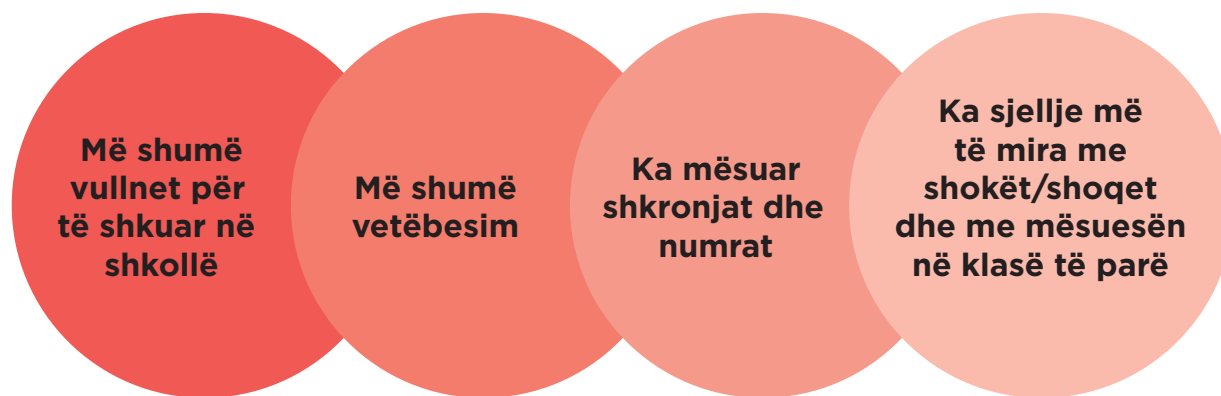 Më shumë
vullnet për
të shkuar në
shkollë
Më shumë
vetëbesim
Ka mësuar
shkronjat dhe
numrat
Ka sjellje më
të mira me
shokët/shoqet
dhe me mësuesën
në klasë të parë